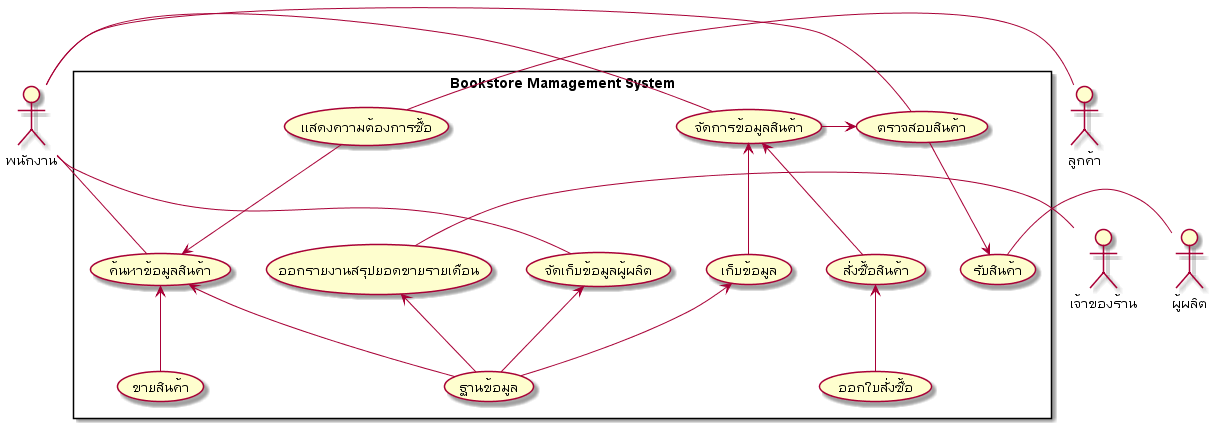 Bookstore Mamagement System
แสดงความต้องการซื้อ
จัดการข้อมูลสินค้า
ตรวจสอบสินค้า
พนักงาน
ลูกค้า
ค้นหาข้อมูลสินค้า
ออกรายงานสรุปยอดขายรายเดือน
จัดเก็บข้อมูลผู้ผลิต
เก็บข้อมูล
สั่งซื้อสินค้า
รับสินค้า
เจ้าของร้าน
ผู้ผลิต
ขายสินค้า
ฐานข้อมูล
ออกใบสั่งซื้อ